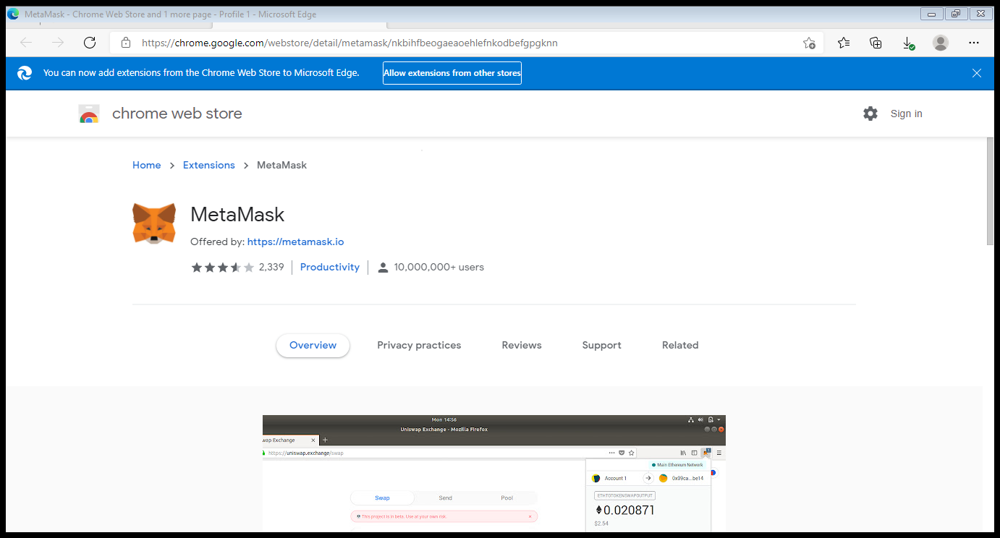 MetaMask - Chrome Web Store and 1 more page - Profile 1 - Microsoft Edge
https://chrome.google.com/webstore/detail/metamask/nkbihfbeogaeaoehlefnkodbefgpgknn
You can now add extensions from the Chrome Web Store to Microsoft Edge. Allow extensions from other stores
chrome web store Sign in
Home > Extensions > MetaMask
MetaMask
Offered by: https://metamask.io
2,339 Productivity 10,000,000+ users
Overview Privacy practices Reviews Support Related
Mon 14:56
Uniswap Exchange - Mozilla Firefox
wap Exchange
https://uniswap.exchange/swap
Main Ethereum Network
Account 1 0x09ca...be14
ETHTOTOKENSWAPOUTPUT
Swap Send Pool
0.020871
This project is in beta. Use at your own risk.
$2.54